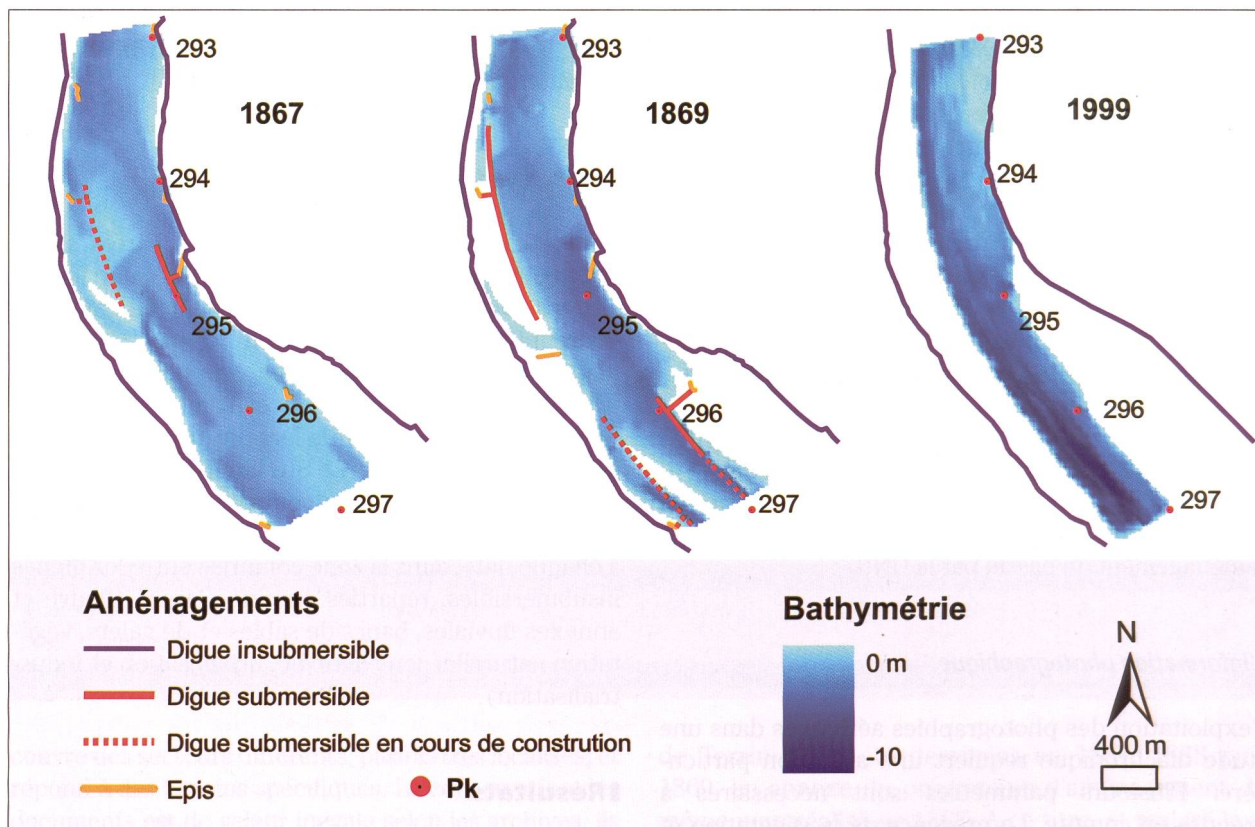 293
1867
294
295
296
297
293
1869
294
295
296
297
293
1999
294
295
296
297
Aménagements
Digue insubmersible
Digue submersible
Digue submersible en cours de constrution
Epis
Pk
Bathymétrie
0 m
-10
N
400 m